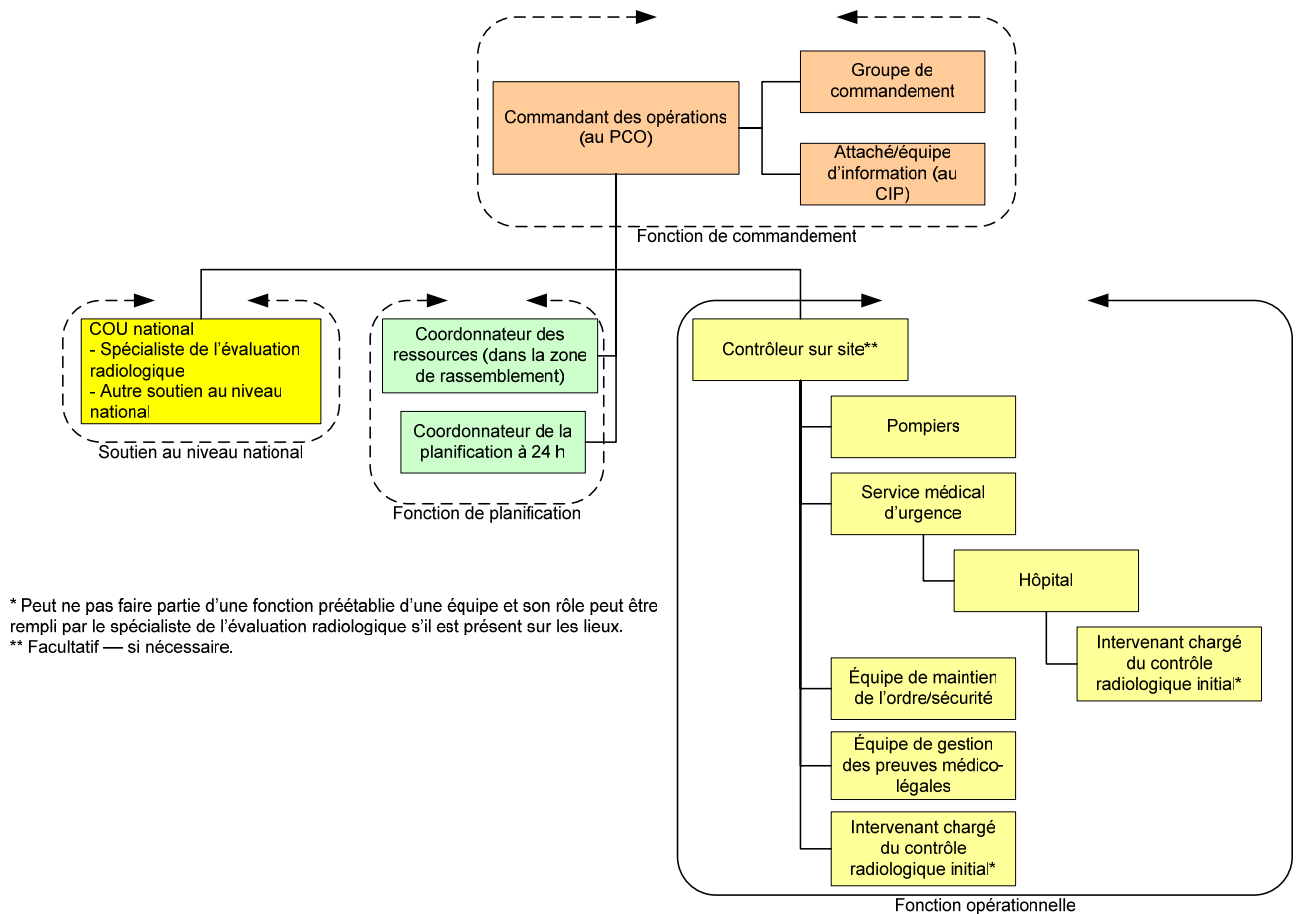 Groupe de
commandement
Commandant des opérations
(au PCO)
Attaché/équipe
d'information (au
CIP)
Fonction de commandement
COU national
- Spécialiste de l'évaluation
radiologique
- Autre soutien au niveau
national
Soutien au niveau national
Coordonnateur des
ressources (dans la zone
de rassemblement)
Coordonnateur de la
planification à 24 h
Fonction de planification
Contrôleur sur site**
Pompiers
Service médical
d'urgence
Hôpital
Intervenant chargé
du contrôle
radiologique initial*
Équipe de maintien
de l'ordre/sécurité
Équipe de gestion
des preuves médico-
légales
Intervenant chargé
du contrôle
radiologique initial*
Fonction opérationnelle
* Peut ne pas faire partie d'une fonction préétablie d'une équipe et son rôle peut être
rempli par le spécialiste de l'évaluation radiologique s'il est présent sur les lieux.
** Facultatif — si nécessaire.